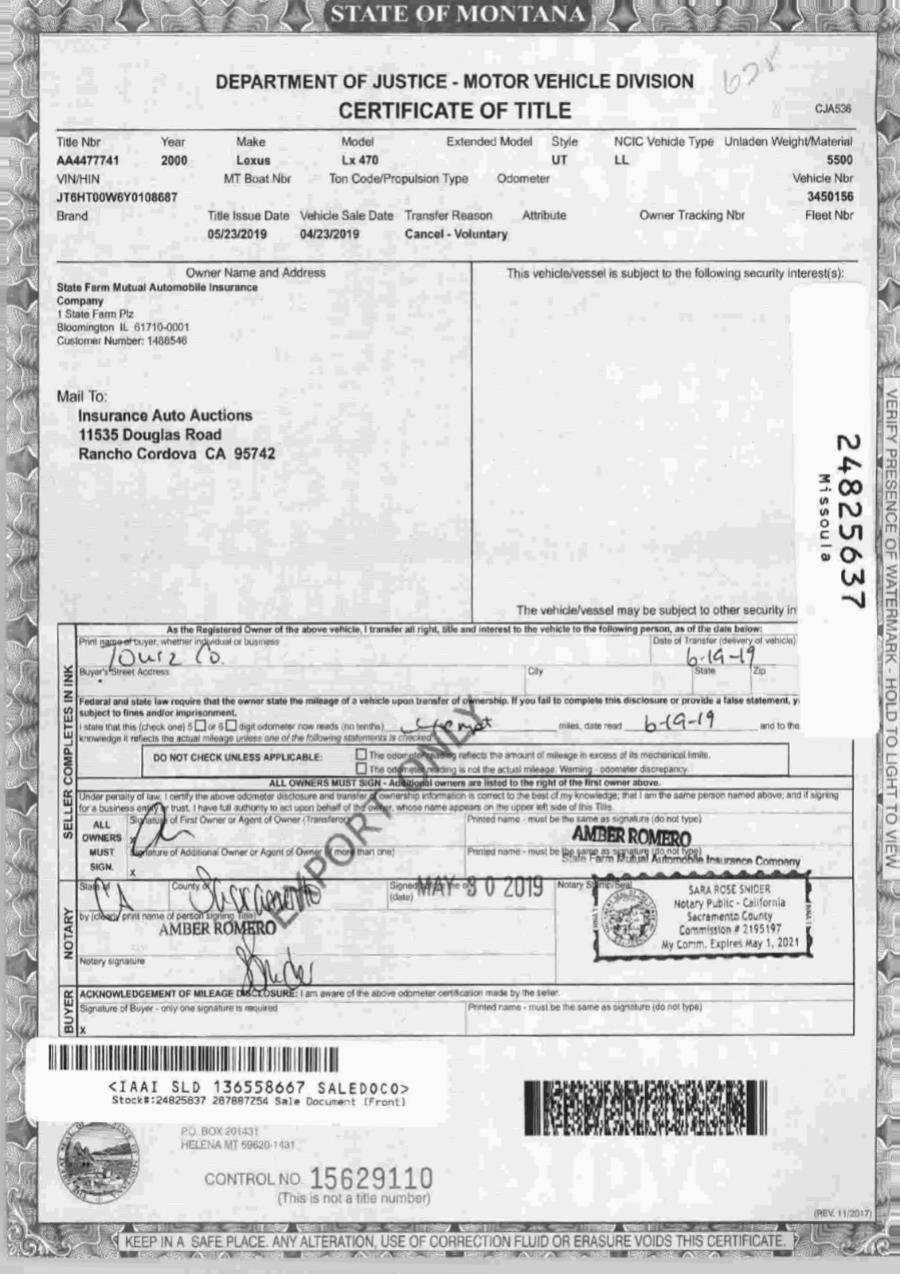 STATE OF MONTANA
DEPARTMENT OF JUSTICE - MOTOR VEHICLE DIVISION
CERTIFICATE OF TITLE
CJA536
Title Nbr Year Make Model Extended Model Style NCIC Vehicle Type Unladen Weight/Material
AA4477741 2000 Lexus Lx 470 UT LL 5500
VIN/HIN MT Boat Nbr Ton Code/Propulsion Type Odometer Vehicle Nbr
JT6HT00W6Y0108687 3450156
Brand Title Issue Date Vehicle Sale Date Transfer Reason Attribute Owner Tracking Nbr Fleet Nbr
05/23/2019 04/23/2019 Cancel - Voluntary
Owner Name and Address
State Farm Mutual Automobile Insurance
Company
1 State Farm Plz
Bloomington IL 61710-0001
Customer Number: 1488546
This vehicle/vessel is subject to the following security interest(s):
Mail To:
Insurance Auto Auctions
11535 Douglas Road
Rancho Cordova CA 95742
24825637
Missoula
The vehicle/vessel may be subject to other security in
VERIFY PRESENCE OF WATERMARK - HOLD TO LIGHT TO VIEW
SELLER COMPLETES IN INK
As the Registered Owner of the above vehicle, I transfer all right, title and interest to the vehicle to the following person, as of the date below:
Print name of buyer, whether individual or business Date of Transfer (delivery of vehicle)
Co. 6-19-19
Buyer's Street Address City State Zip
Federal and state law require that the owner state the mileage of a vehicle upon transfer of ownership. If you fail to complete this disclosure or provide a false statement, y
subject to fines and/or imprisonment.
I state that this (check one) 5 or 6 digit odometer now reads (no tenths) Exempt miles, date read 6-19-19 and to the
knowledge it reflects the actual mileage unless one of the following statements is checked
DO NOT CHECK UNLESS APPLICABLE: The odometer reading reflects the amount of mileage in excess of its mechanical limits.
The odometer reading is not the actual mileage. Warning - odometer discrepancy.
ALL OWNERS MUST SIGN - Additional owners are listed to the right of the first owner above.
Under penalty of law, I certify the above odometer disclosure and transfer of ownership information is correct to the best of my knowledge; that I am the same person named above; and if signing
for a business entity or trust, I have full authority to act upon behalf of the owner, whose name appears on the upper left side of this Title.
EXPORT ONLY
ALL OWNERS MUST SIGN.
Signature of First Owner or Agent of Owner (Transferor) Printed name - must be the same as signature (do not type)
x AMBER ROMERO
Signature of Additional Owner or Agent of Owner (if more than one) Printed name - must be the same as signature (do not type)
State Farm Mutual Automobile Insurance Company
x
NOTARY
State of County of Signed before me on (date) Notary Stamp/Seal
CA Sacramento MAY 30 2019
by (clearly print name of person signing Title)
AMBER ROMERO
Notary signature
SARA ROSE SNIDER
Notary Public - California
Sacramento County
Commission # 2195197
My Comm. Expires May 1, 2021
BUYER
ACKNOWLEDGEMENT OF MILEAGE DISCLOSURE: I am aware of the above odometer certification made by the seller.
Signature of Buyer - only one signature is required Printed name - must be the same as signature (do not type)
x
<IAAI SLD 136558667 SALEDOCO>
Stock#:24825637 287887254 Sale Document (Front)
P.O. BOX 201431
HELENA MT 59620-1431
CONTROL NO. 15629110
(This is not a title number)
(REV. 11/2017)
KEEP IN A SAFE PLACE. ANY ALTERATION, USE OF CORRECTION FLUID OR ERASURE VOIDS THIS CERTIFICATE.